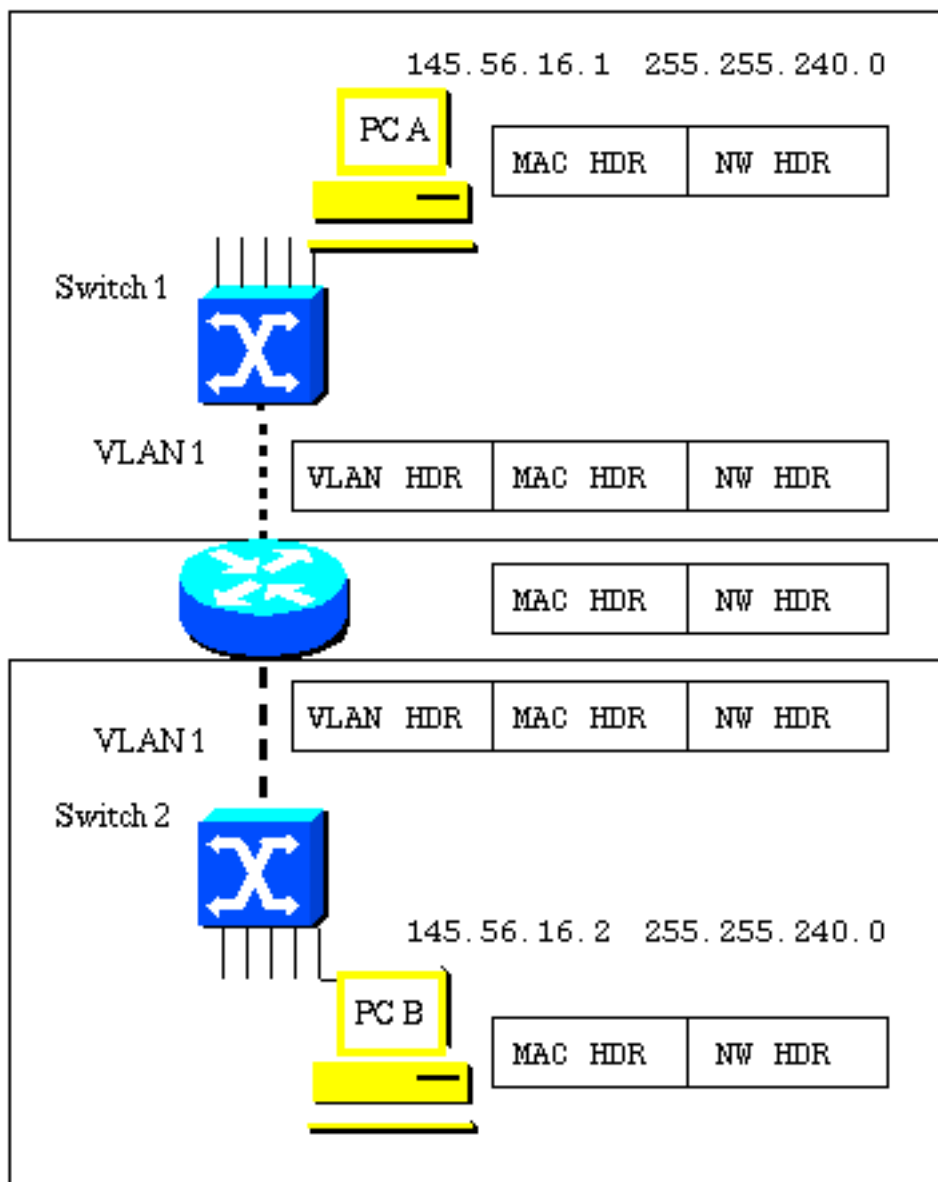 145.56.16.1 255.255.240.0
PC A
MAC HDR NW HDR
Switch 1
VLAN 1
VLAN HDR MAC HDR NW HDR
MAC HDR NW HDR
VLAN HDR MAC HDR NW HDR
VLAN 1
Switch 2
145.56.16.2 255.255.240.0
PC B
MAC HDR NW HDR